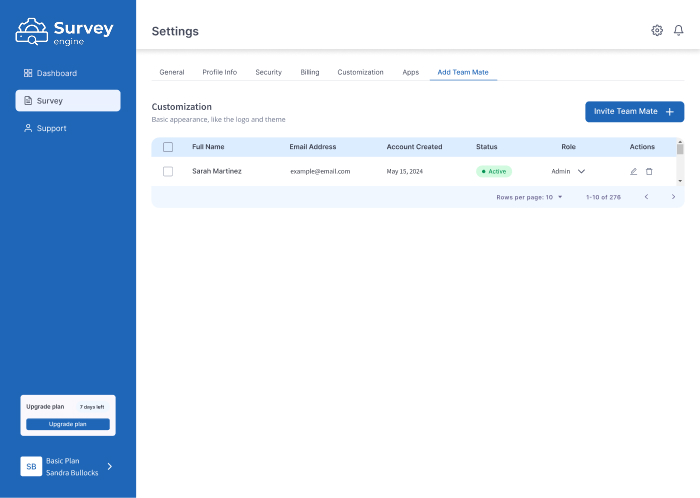 Survey
engine
Dashboard
Survey
Support
Upgrade plan 7 days left
Upgrade plan
SB
Basic Plan
Sandra Bullocks
Settings
General Profile Info Security Billing Customization Apps Add Team Mate
Customization
Basic appearance, like the logo and theme
Invite Team Mate
Full Name Email Address Account Created Status Role Actions
Sarah Martinez example@email.com May 15, 2024 Active Admin
Rows per page: 10 1-10 of 276